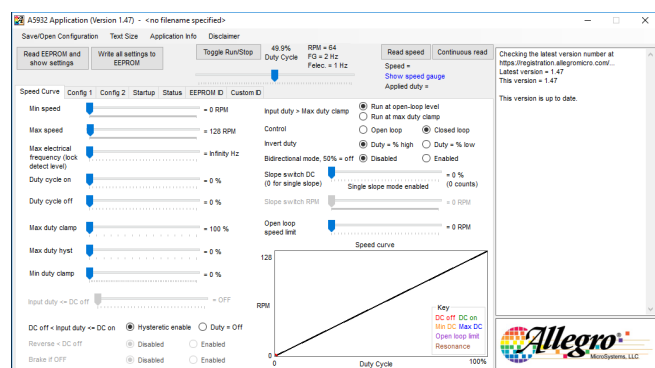 A5932 Application (Version 1.47) - <no filename specified>
Save/Open Configuration Text Size Application Info Disclaimer
Read EEPROM and show settings
Write all settings to EEPROM
Toggle Run/Stop
49.9%
Duty Cycle
RPM = 64
FG = 2 Hz
Felec. = 1 Hz
Read speed
Continuous read
Speed =
Show speed gauge
Applied duty =
Checking the latest version number at
https://registration.allegromicro.com/...
Latest version = 1.47
This version = 1.47
This version is up to date.
Speed Curve Config 1 Config 2 Startup Status EEPROM ID Custom ID
Min speed = 0 RPM
Max speed = 128 RPM
Max electrical
frequency (lock
detect level)
= Infinity Hz
Duty cycle on = 0 %
Duty cycle off = 0 %
Max duty clamp = 100 %
Max duty hyst = 0 %
Min duty clamp = 0 %
Input duty <= DC off = OFF
DC off < Input duty <= DC on Hysteretic enable Duty = Off
Reverse < DC off Disabled Enabled
Brake if OFF Disabled Enabled
Input duty > Max duty clamp Run at open-loop level
Run at max duty clamp
Control Open loop Closed loop
Invert duty Duty = % high Duty = % low
Bidirectional mode, 50% = off Disabled Enabled
Slope switch DC
(0 for single slope)
= 0 %
(0 counts)
Single slope mode enabled
Slope switch RPM = 0 RPM
Open loop
speed limit
= 0 RPM
Speed curve
128
RPM
0
0
Duty Cycle
100%
Key
DC off DC on
Min DC Max DC
Open loop limit
Resonance
Allegro
MicroSystems, LLC